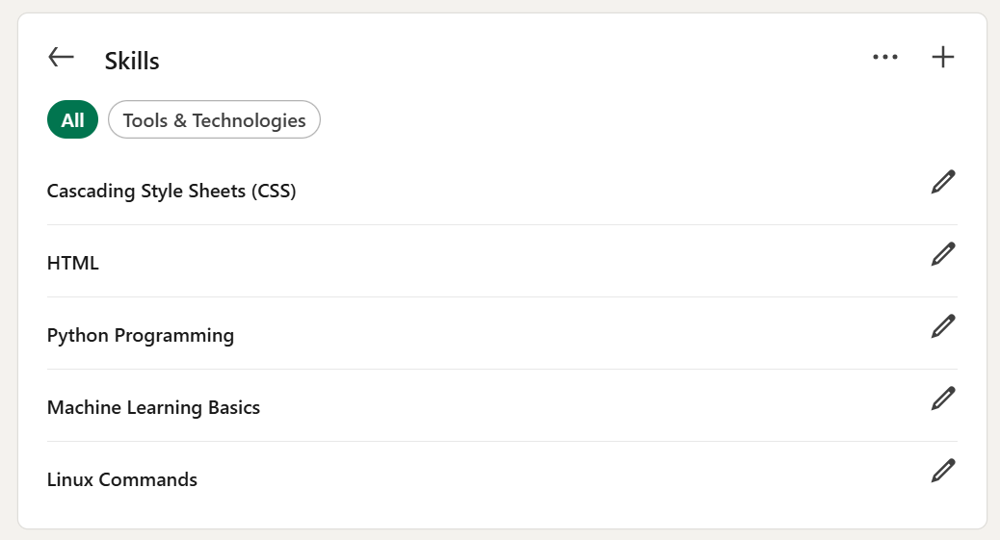 Skills
All
Tools & Technologies
Cascading Style Sheets (CSS)
HTML
Python Programming
Machine Learning Basics
Linux Commands